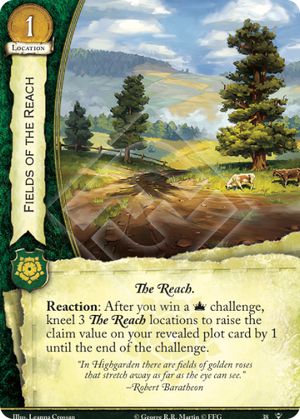 1
LOCATION
FIELDS OF THE REACH
The Reach.
Reaction: After you win a challenge,
kneel 3 The Reach locations to raise the
claim value on your revealed plot card by 1
until the end of the challenge.
"In Highgarden there are fields of golden roses
that stretch away as far as the eye can see."
–Robert Baratheon
Illus. Leanna Crossan
© George R.R. Martin © FFG
38